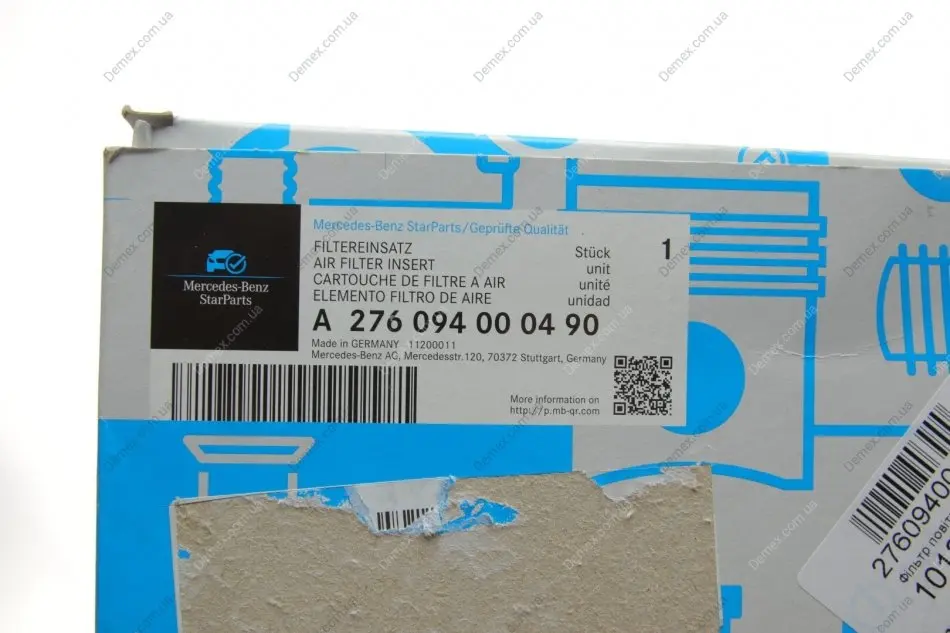 Demex.com.ua
Mercedes-Benz StarParts/Geprüfte Qualität
FILTEREINSATZ
AIR FILTER INSERT
CARTOUCHE DE FILTRE A AIR
ELEMENTO FILTRO DE AIRE
Stück 1
unit
unité
unidad
Mercedes-Benz
StarParts
A 276 094 00 04 90
Made in GERMANY 11200011
Mercedes-Benz AG, Mercedesstr.120, 70372 Stuttgart, Germany
More information on
http://p.mb-qr.com
27609400
Фільтр пов
101